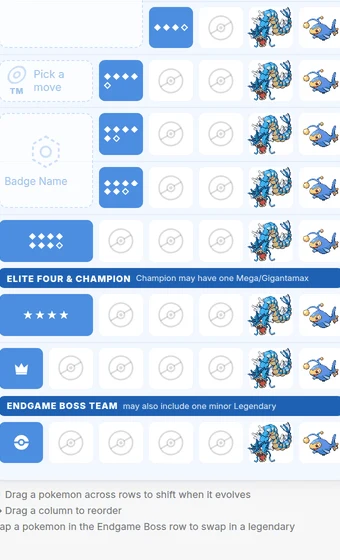 TM
Pick a
move
Badge Name
ELITE FOUR & CHAMPION Champion may have one Mega/Gigantamax
ENDGAME BOSS TEAM may also include one minor Legendary
Drag a pokemon across rows to shift when it evolves
Drag a column to reorder
ap a pokemon in the Endgame Boss row to swap in a legendary